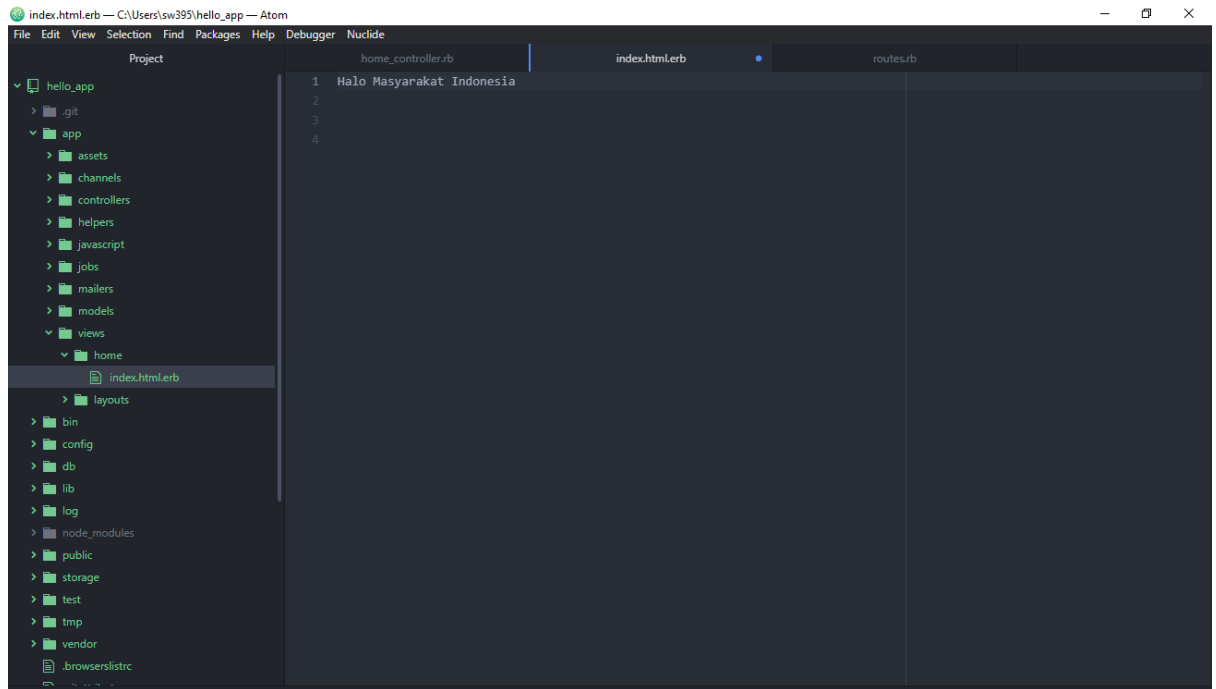 index.html.erb — C:\Users\sw395\hello_app — Atom
File Edit View Selection Find Packages Help Debugger Nuclide
Project
home_controller.rb
index.html.erb
routes.rb
hello_app
.git
app
assets
channels
controllers
helpers
javascript
jobs
mailers
models
views
home
index.html.erb
layouts
bin
config
db
lib
log
node_modules
public
storage
test
tmp
vendor
.browserslistrc
1 Halo Masyarakat Indonesia
2
3
4